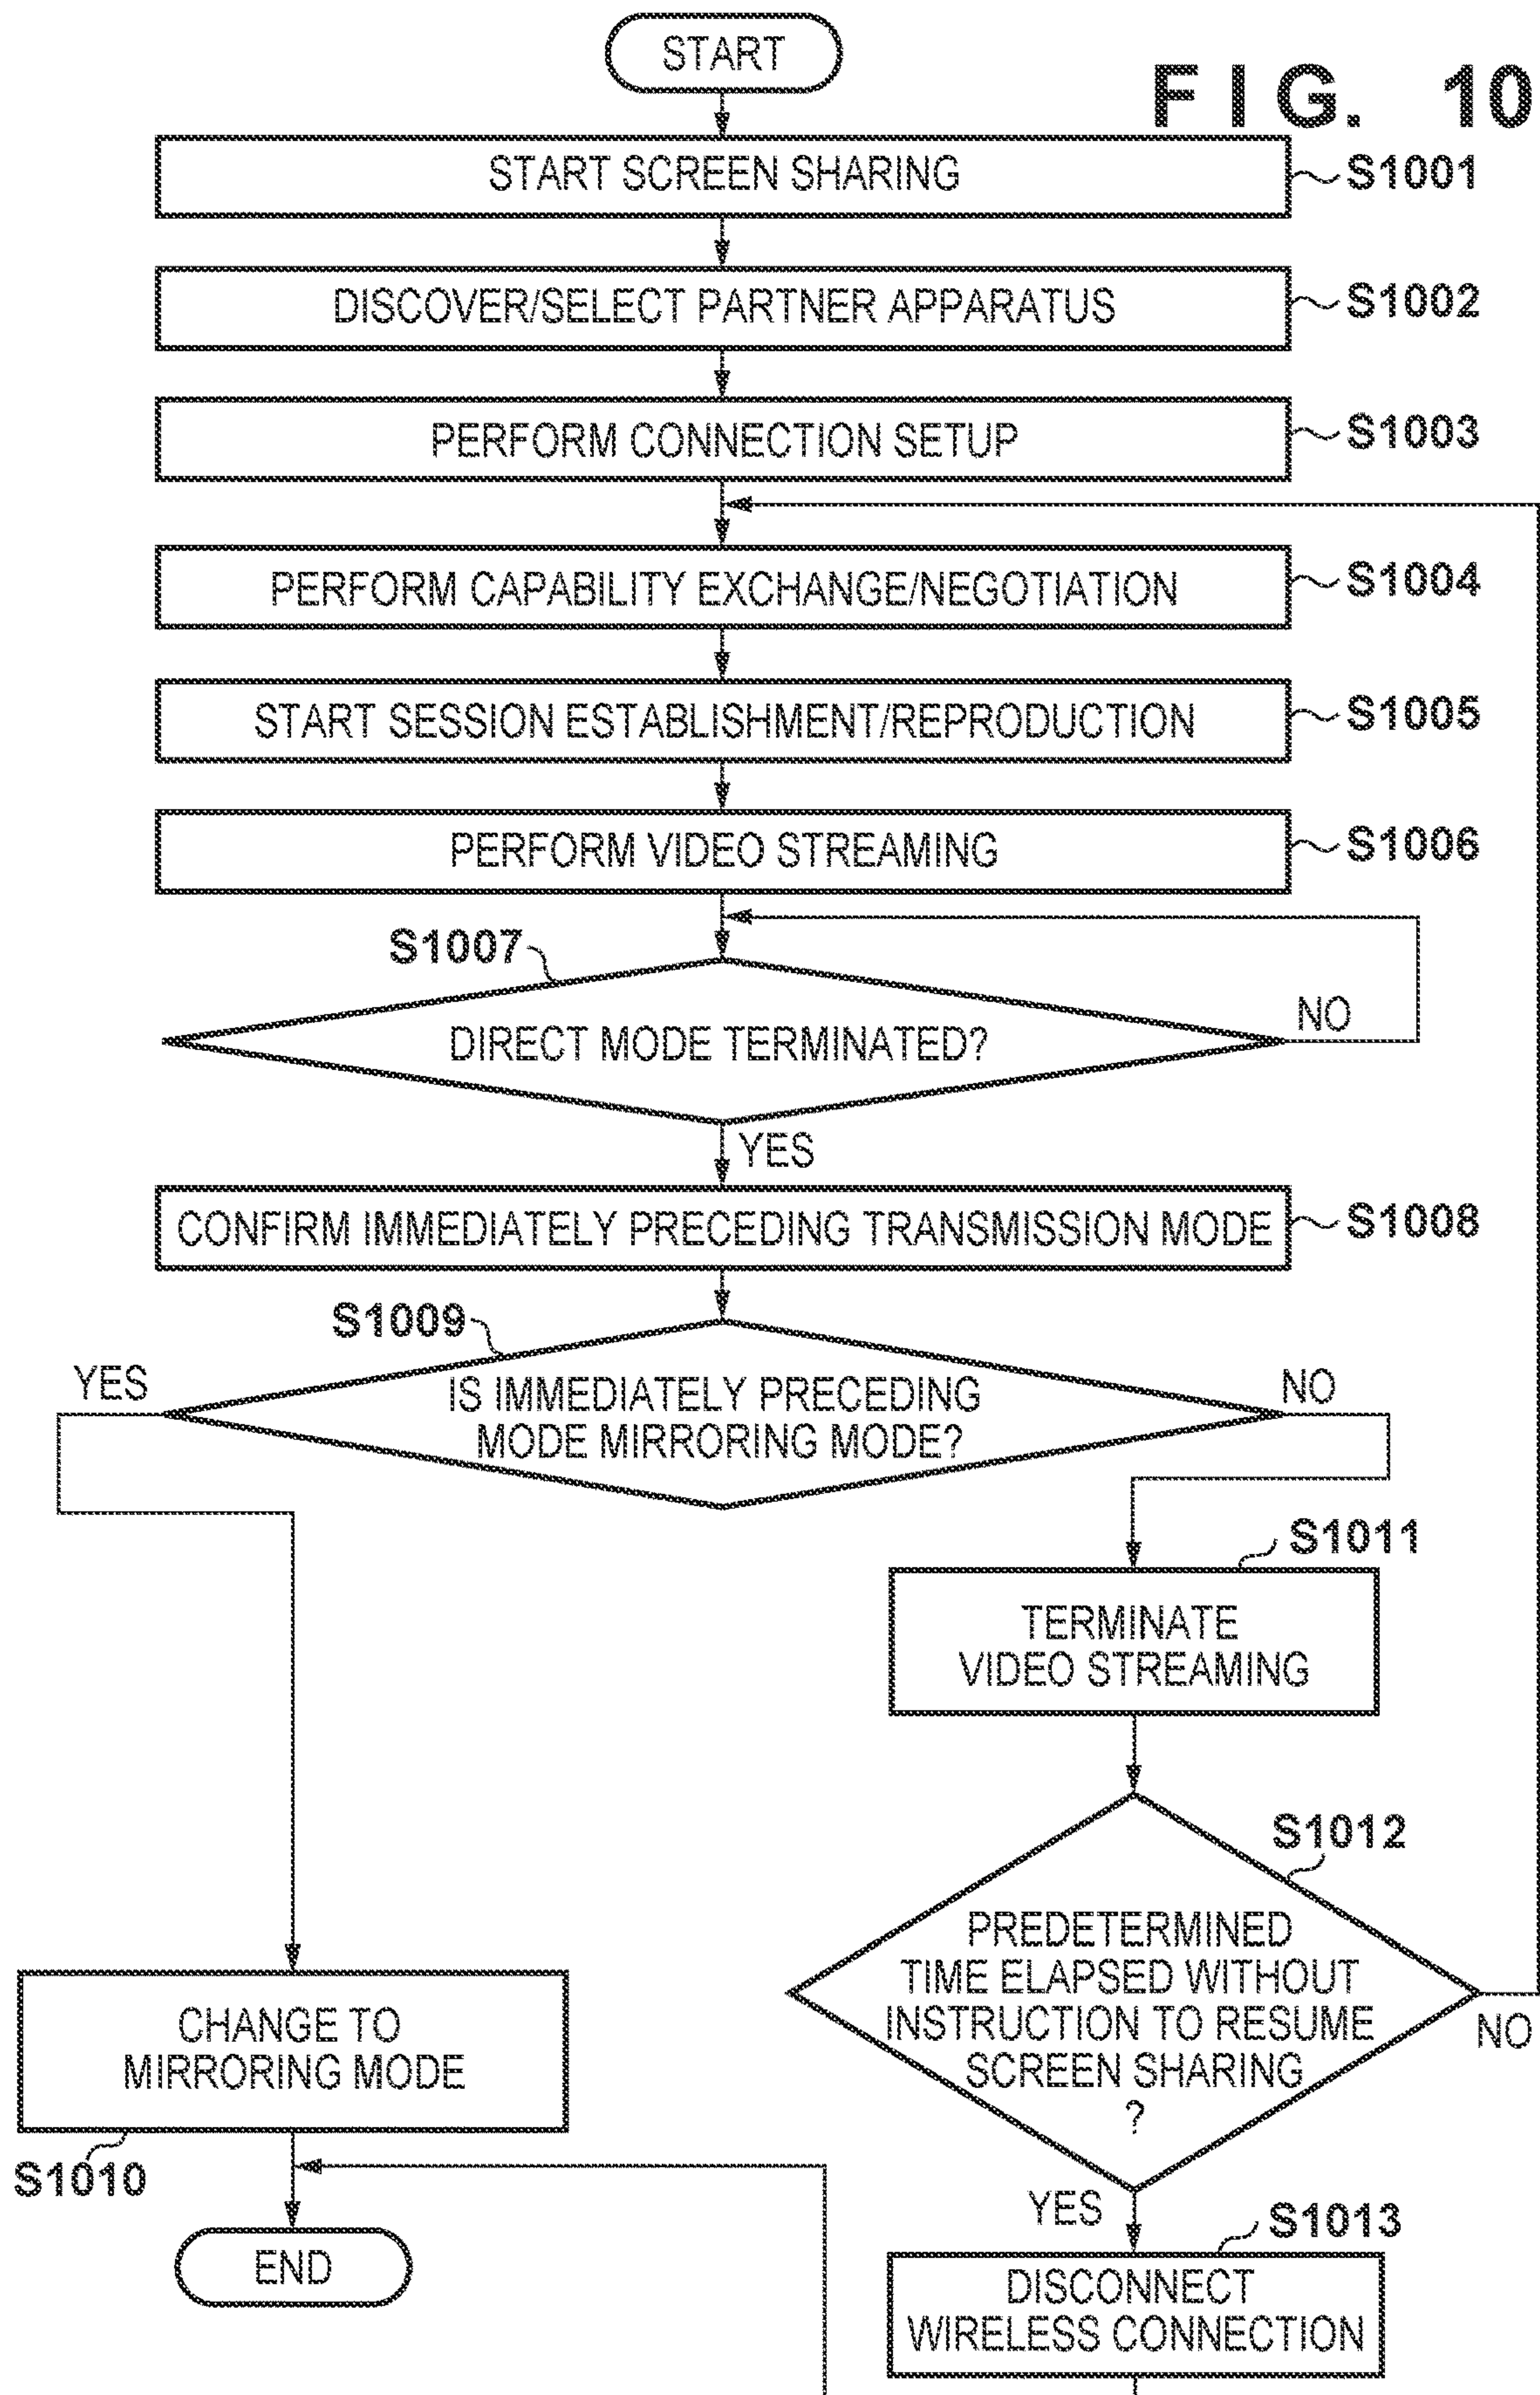 START
FIG. 10
START SCREEN SHARING
S1001
DISCOVER/SELECT PARTNER APPARATUS
S1002
PERFORM CONNECTION SETUP
S1003
PERFORM CAPABILITY EXCHANGE/NEGOTIATION
S1004
START SESSION ESTABLISHMENT/REPRODUCTION
S1005
PERFORM VIDEO STREAMING
S1006
S1007
DIRECT MODE TERMINATED?
NO
YES
CONFIRM IMMEDIATELY PRECEDING TRANSMISSION MODE
S1008
S1009
YES
IS IMMEDIATELY PRECEDING
MODE MIRRORING MODE?
NO
S1011
TERMINATE
VIDEO STREAMING
S1012
PREDETERMINED
TIME ELAPSED WITHOUT
INSTRUCTION TO RESUME
SCREEN SHARING
?
NO
CHANGE TO
MIRRORING MODE
S1010
YES
S1013
END
DISCONNECT
WIRELESS CONNECTION